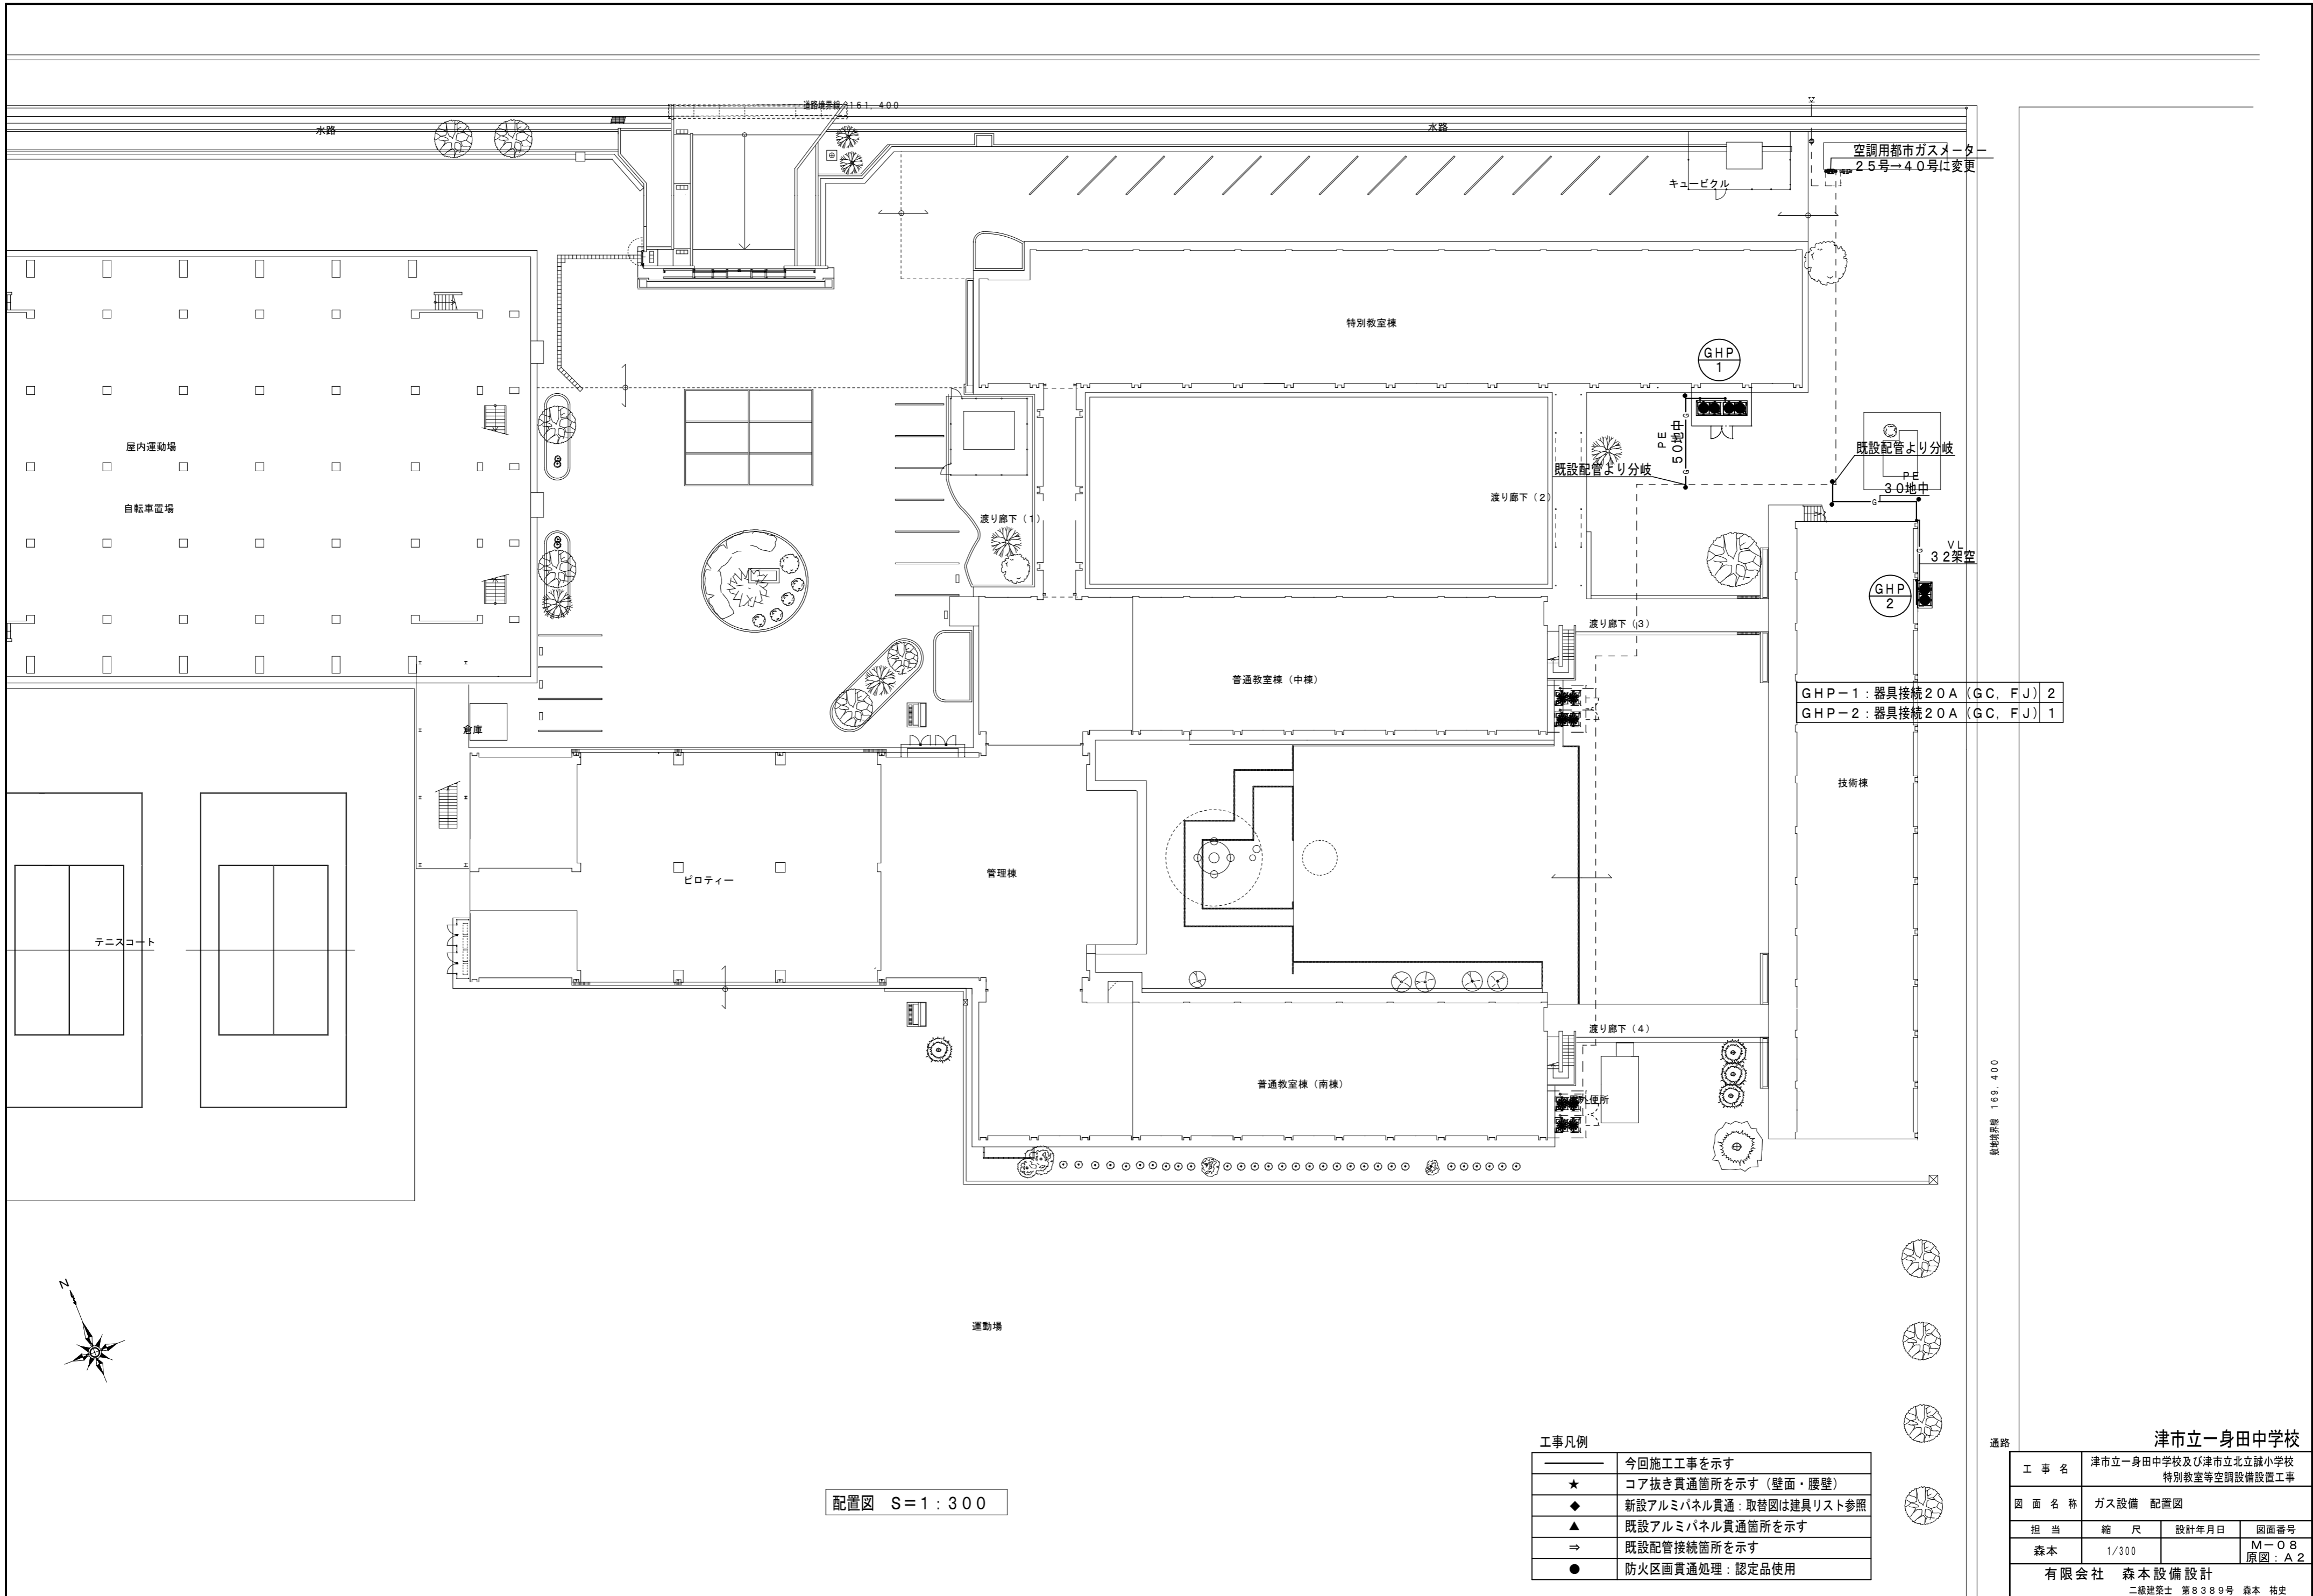 道路境界線 161,400
水路
水路
空調用都市ガスメーター
25号→40号に変更
キュービクル
特別教室棟
GHP
1
PE
50地中
G
G
既設配管より分岐
既設配管より分岐
PE
30地中
G
G
VL
32架空
GHP
2
屋内運動場
自転車置場
渡り廊下(1)
渡り廊下(2)
渡り廊下(3)
普通教室棟(中棟)
GHP-1:器具接続20A(GC,FJ) 2
GHP-2:器具接続20A(GC,FJ) 1
倉庫
技術棟
ピロティー
管理棟
テニスコート
渡り廊下(4)
普通教室棟(南棟)
外便所
敷地境界線 169,400
N
運動場
通路
配置図 S=1:300
工事凡例
今回施工工事を示す
★ コア抜き貫通箇所を示す(壁面・腰壁)
◆ 新設アルミパネル貫通:取替図は建具リスト参照
▲ 既設アルミパネル貫通箇所を示す
⇒ 既設配管接続箇所を示す
● 防火区画貫通処理:認定品使用
津市立一身田中学校
工事名 津市立一身田中学校及び津市立北立誠小学校
特別教室等空調設備設置工事
図面名称 ガス設備 配置図
担当 縮尺 設計年月日 図面番号
森本 1/300 M-08
原図:A2
有限会社 森本設備設計
二級建築士 第8389号 森本 祐史